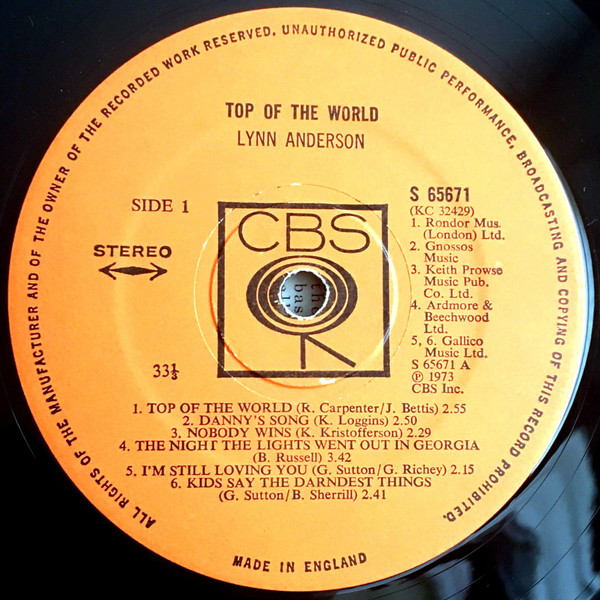 ALL RIGHTS OF THE MANUFACTURER AND OF THE OWNER OF THE RECORDED WORK RESERVED. UNAUTHORIZED PUBLIC PERFORMANCE, BROADCASTING AND COPYING OF THIS RECORD PROHIBITED.
TOP OF THE WORLD
LYNN ANDERSON
SIDE 1
STEREO
33⅓
CBS
S 65671
(KC 32429)
1. Rondor Mus.
(London) Ltd.
2. Gnossos
Music
3. Keith Prowse
Music Pub.
Co. Ltd.
4. Ardmore &
Beechwood
Ltd.
5, 6. Gallico
Music Ltd.
S 65671 A
℗ 1973
CBS Inc.
1. TOP OF THE WORLD (R. Carpenter/J. Bettis) 2.55
2. DANNY'S SONG (K. Loggins) 2.50
3. NOBODY WINS (K. Kristofferson) 2.29
4. THE NIGHT THE LIGHTS WENT OUT IN GEORGIA
(B. Russell) 3.42
5. I'M STILL LOVING YOU (G. Sutton/G. Richey) 2.15
6. KIDS SAY THE DARNDEST THINGS
(G. Sutton/B. Sherrill) 2.41
MADE IN ENGLAND